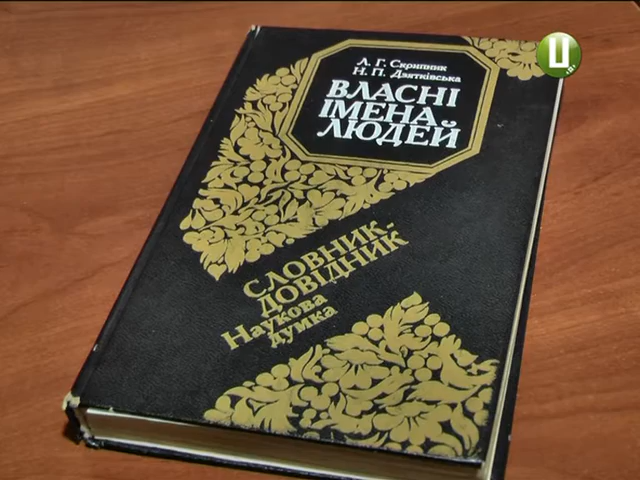 Л. Г. Скрипник
Н. П. Дзятківська
ВЛАСНІ
ІМЕНА
ЛЮДЕЙ
СЛОВНИК-
ДОВІДНИК
НАУКОВА
ДУМКА
Ц